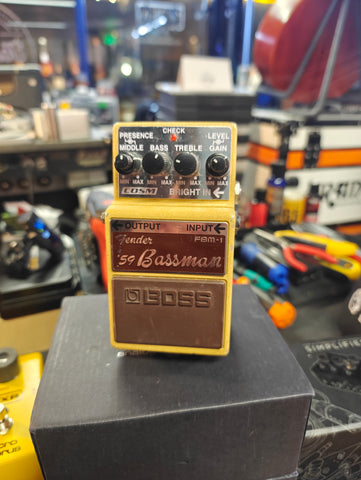 CHECK
PRESENCE LEVEL
MIDDLE BASS TREBLE GAIN
MIN MAX MIN MAX MIN MAX MIN MAX
COSM BRIGHT IN
OUTPUT INPUT
Fender FBM-1
'59 Bassman
BOSS
SIMPLIFI